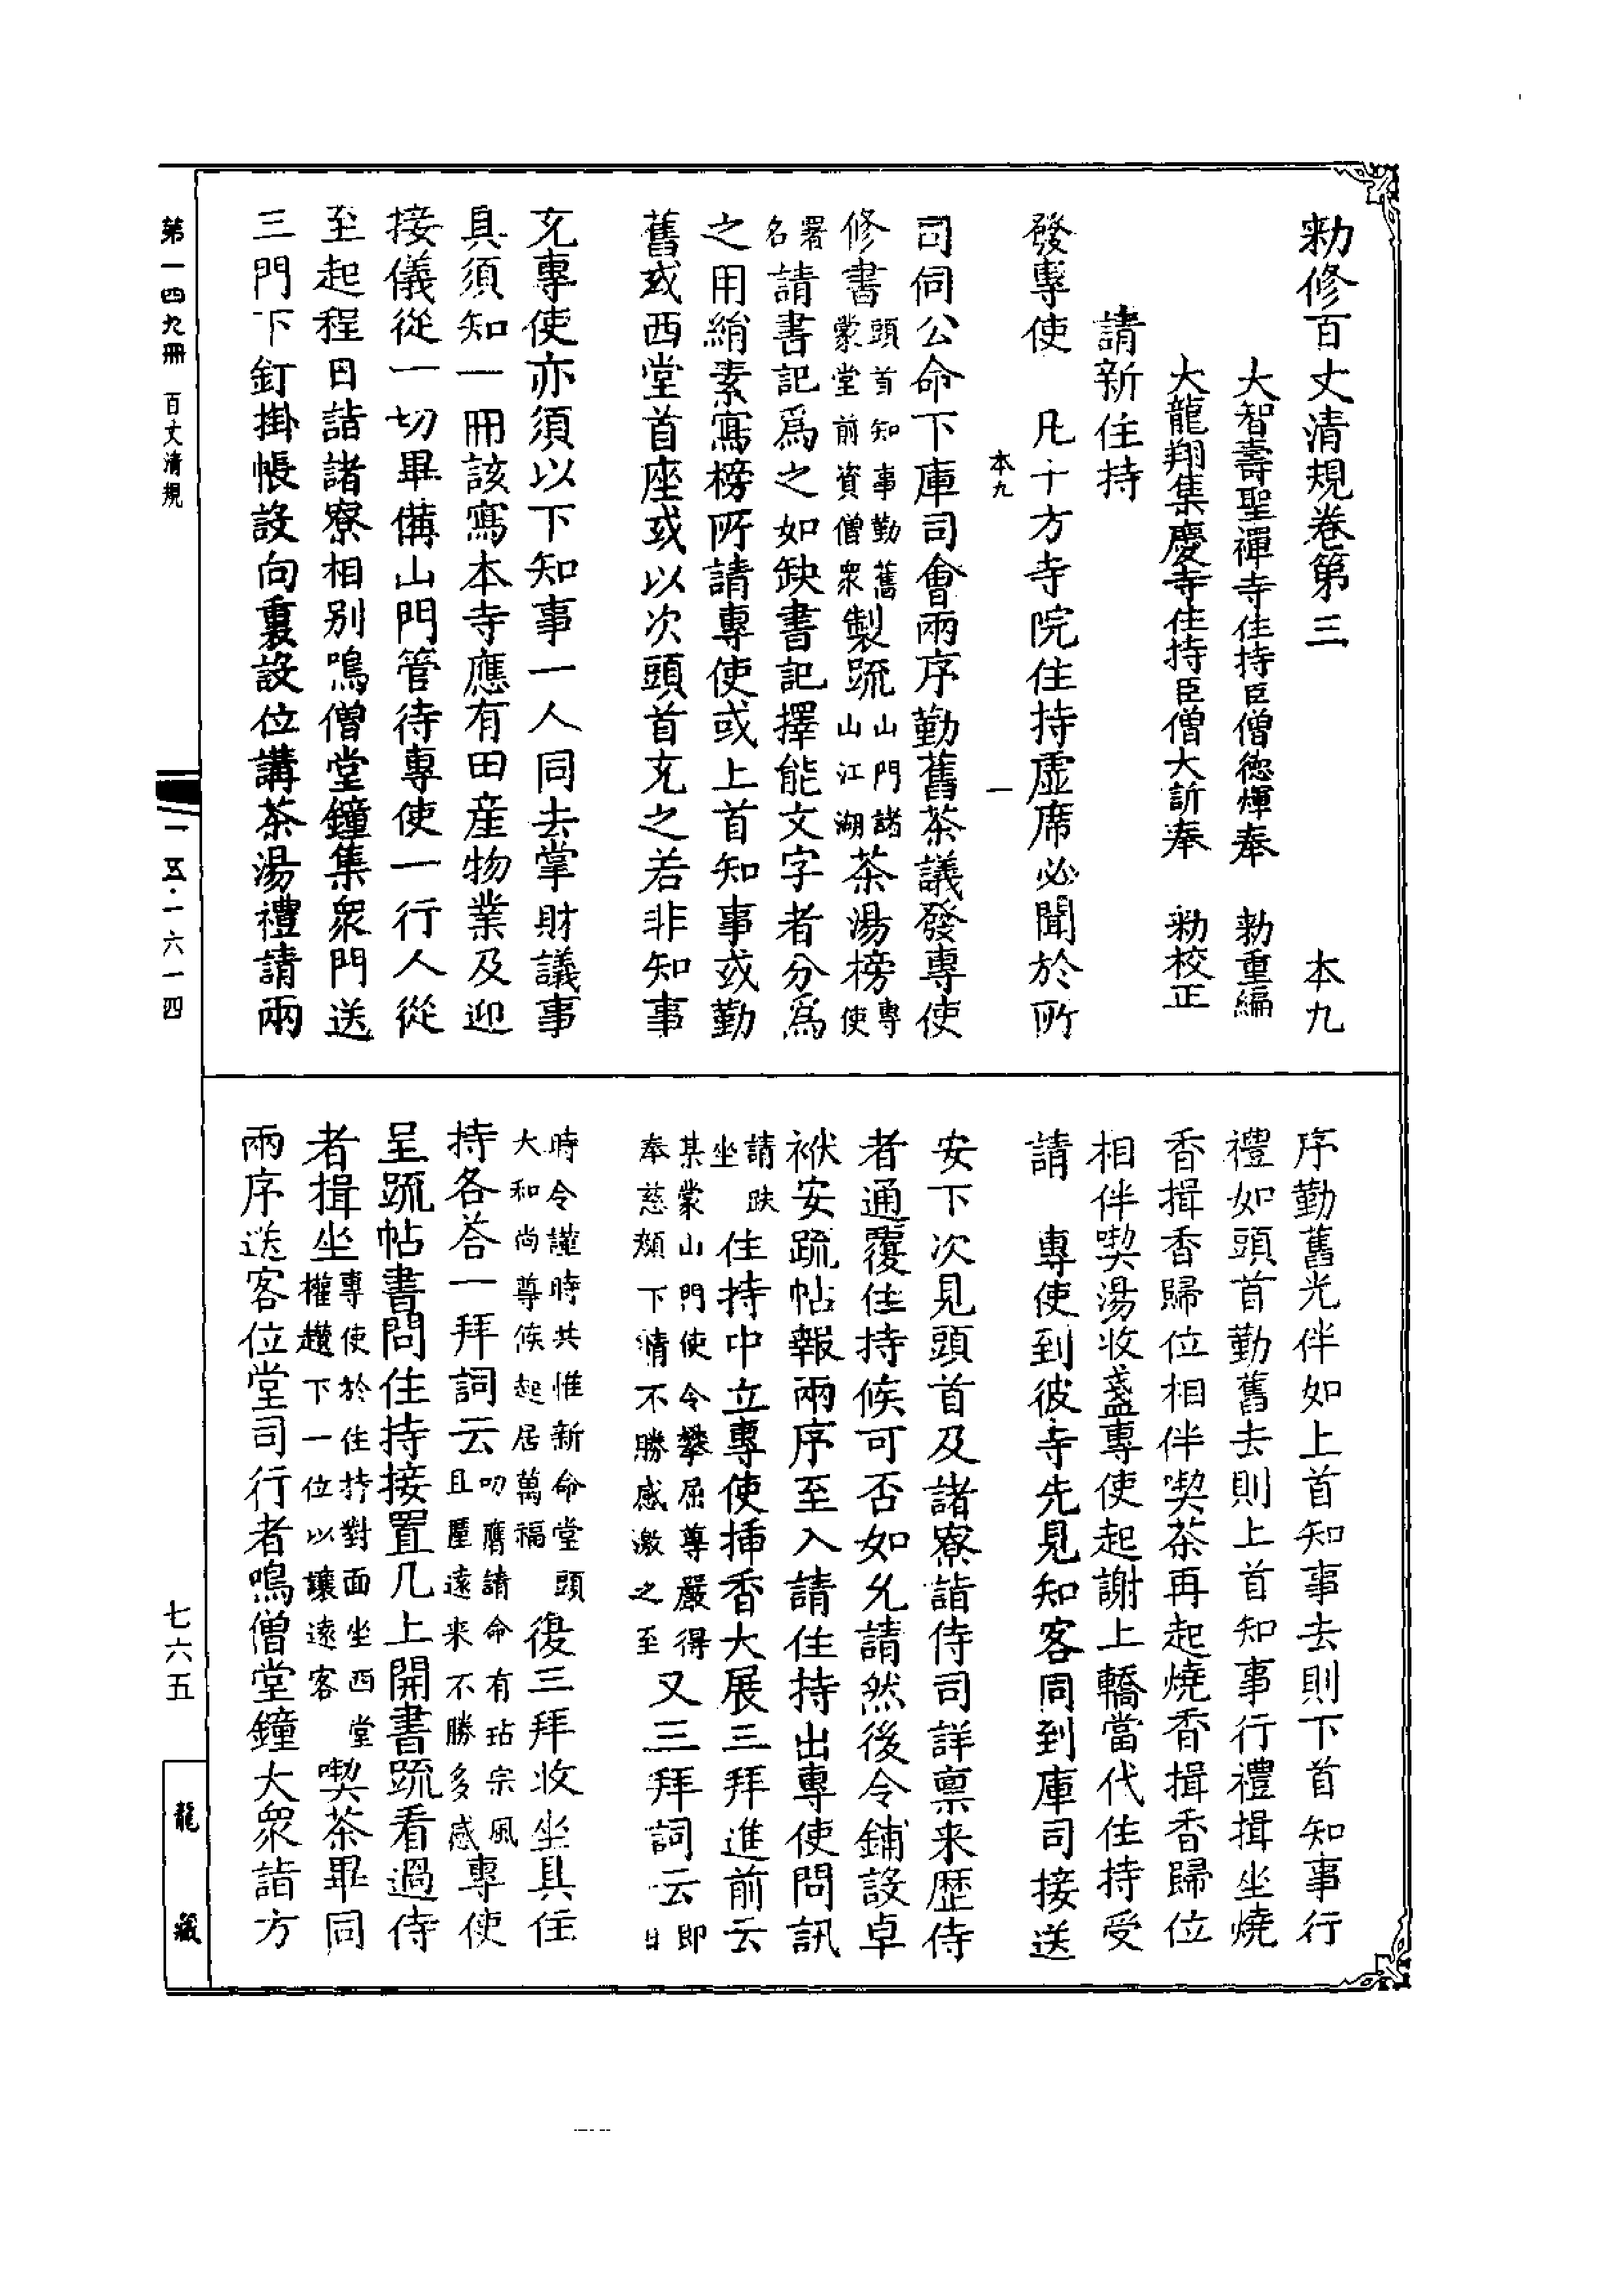 勑修百丈清規卷第三　本九
大智壽聖禪寺住持臣僧德煇奉　勑重編
大龍翔集慶寺住持臣僧大訢奉　勑校正
請新住持
發專使　凡十方寺院住持虛席必聞於所
本九　一
司伺公命下庫司會兩序勤舊茶議發專使
修書頭首知事勤舊蒙堂前資僧衆製䟽山門諸山江湖茶湯榜專使
署名請書記爲之如缺書記擇能文字者分爲
之用絹素寫榜所請專使或上首知事或勤
舊或西堂首座或以次頭首充之若非知事
充專使亦須以下知事一人同去掌財議事
具須知一冊該寫本寺應有田産物業及迎
接儀從一切畢備山門管待專使一行人從
至起程日詣諸寮相别鳴僧堂鐘集衆門送
三門下釘掛帳設向裏設位講茶湯禮請兩
序勤舊光伴如上首知事去則下首知事行
禮如頭首勤舊去則上首知事行禮揖坐燒
香揖香歸位相伴喫茶再起燒香揖香歸位
相伴喫湯收盞專使起謝上轎當代住持受
請　專使到彼寺先見知客同到庫司接送
安下次見頭首及諸寮詣侍司詳禀来歷侍
者通覆住持候可否如允請然後令鋪設卓
袱安䟽帖報兩序至入請住持出專使問訊
請趺坐住持中立專使揷香大展三拜進前云
某蒙山門使令攀屈尊嚴得奉慈顏下情不勝感激之至又三拜詞云即日
時令謹時共惟新命堂頭大和尚尊候起居萬福復三拜收坐具住
持各荅一拜詞云叨膺請命有玷宗風且蘁遠来不勝多感專使
呈䟽帖書問住持接置几上開書䟽看過侍
者揖坐專使於住持對面坐西堂權趲下一位以讓遠客喫茶畢同
兩序送客位堂司行者鳴僧堂鐘大衆詣方
第一四九冊　百丈清規
一五·一六一四
七六五
龍藏